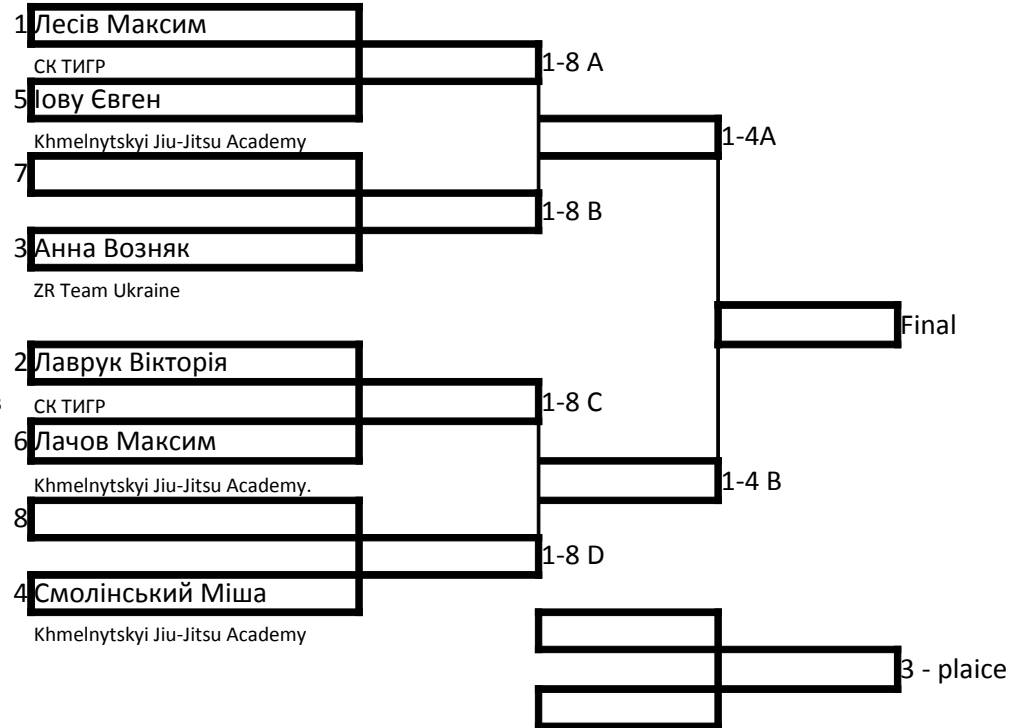 1 Лесів Максим
СК ТИГР
1-8 A
5 Іову Євген
Khmelnytskyi Jiu-Jitsu Academy
1-4A
7
1-8 B
3 Анна Возняк
ZR Team Ukraine
Final
2 Лаврук Вікторія
СК ТИГР
1-8 C
6 Лачов Максим
Khmelnytskyi Jiu-Jitsu Academy.
1-4 B
8
1-8 D
4 Смолінський Міша
Khmelnytskyi Jiu-Jitsu Academy
3 - plaice